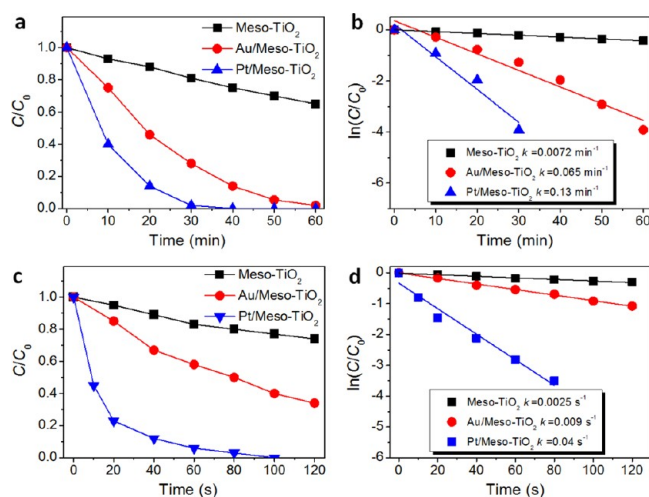 a
Meso-TiO₂
Au/Meso-TiO₂
Pt/Meso-TiO₂
C/C₀
1.0
0.8
0.6
0.4
0.2
0.0
0 10 20 30 40 50 60
Time (min)
b
ln(C/C₀)
0
-2
-4
-6
Meso-TiO₂ k=0.0072 min⁻¹
Au/Meso-TiO₂ k=0.065 min⁻¹
Pt/Meso-TiO₂ k=0.13 min⁻¹
0 10 20 30 40 50 60
Time (min)
c
Meso-TiO₂
Au/Meso-TiO₂
Pt/Meso-TiO₂
C/C₀
1.0
0.8
0.6
0.4
0.2
0.0
0 20 40 60 80 100 120
Time (s)
d
ln(C/C₀)
0
-1
-2
-3
-4
-5
-6
Meso-TiO₂ k=0.0025 s⁻¹
Au/Meso-TiO₂ k=0.009 s⁻¹
Pt/Meso-TiO₂ k=0.04 s⁻¹
0 20 40 60 80 100 120
Time (s)